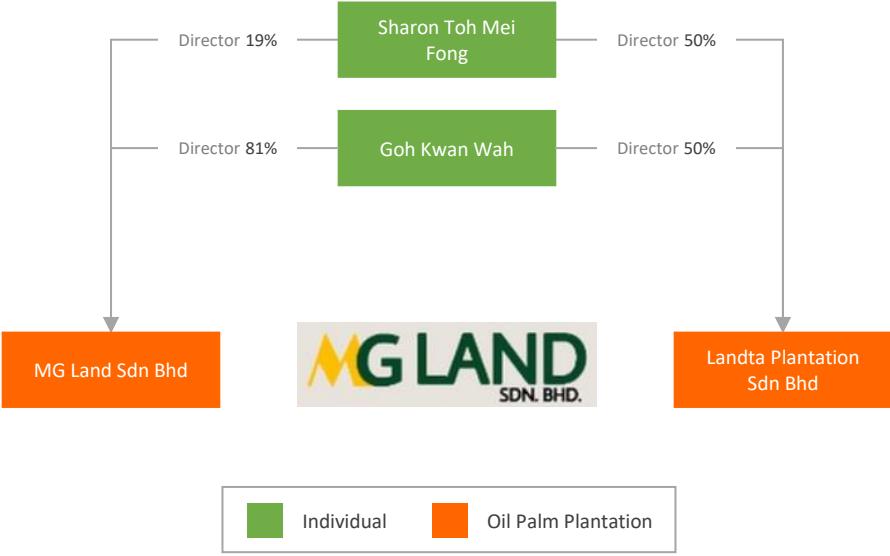 Director 19%
Sharon Toh Mei
Fong
Director 50%
Director 81%
Goh Kwan Wah
Director 50%
MG Land Sdn Bhd
MG LAND
SDN. BHD.
Landta Plantation
Sdn Bhd
Individual
Oil Palm Plantation